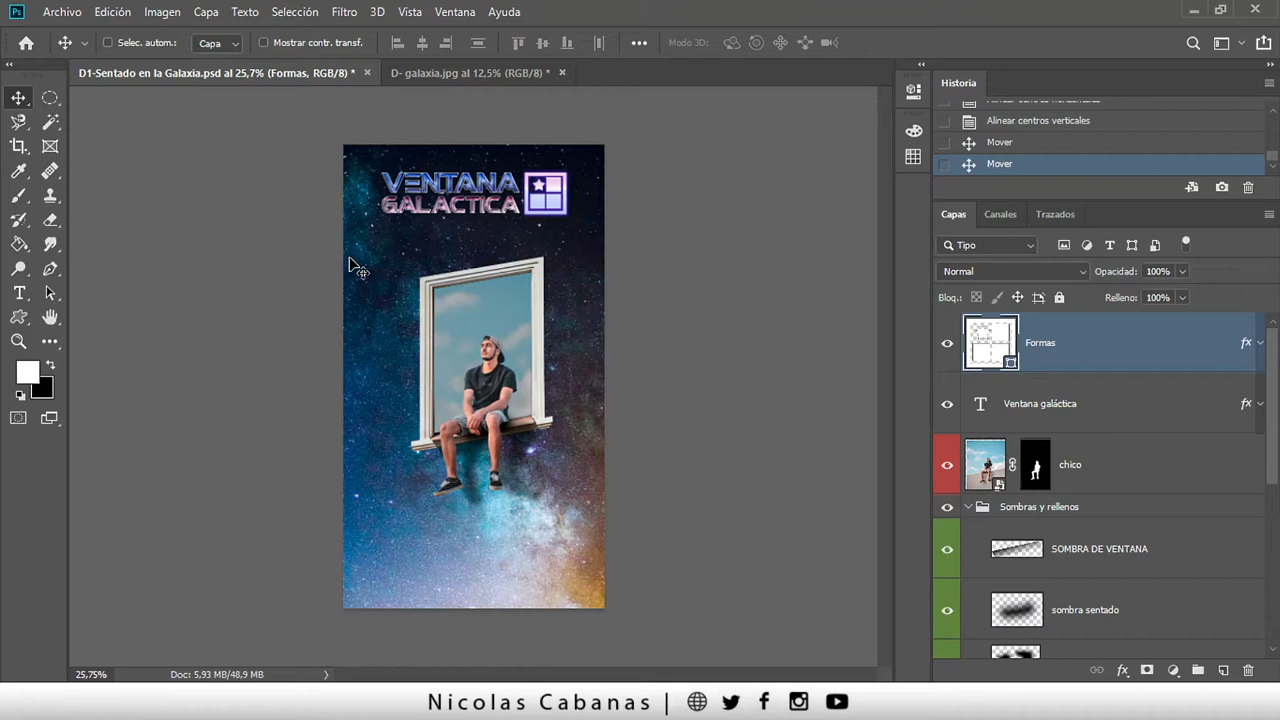 Archivo Edición Imagen Capa Texto Selección Filtro 3D Vista Ventana Ayuda
Selec. autom.: Capa Mostrar contr. transf. Modo 3D:
D1-Sentado en la Galaxia.psd al 25,7% (Formas, RGB/8) * D- galaxia.jpg al 12,5% (RGB/8) *
Historia
Alinear centros verticales
Mover
Mover
Capas Canales Trazados
Tipo
Normal Opacidad: 100%
Bloq.: Relleno: 100%
Formas fx
Ventana galáctica fx
chico
Sombras y rellenos
SOMBRA DE VENTANA
sombra sentado
VENTANA
GALACTICA
25,75% Doc: 5,93 MB/48,9 MB
Nicolas Cabanas |